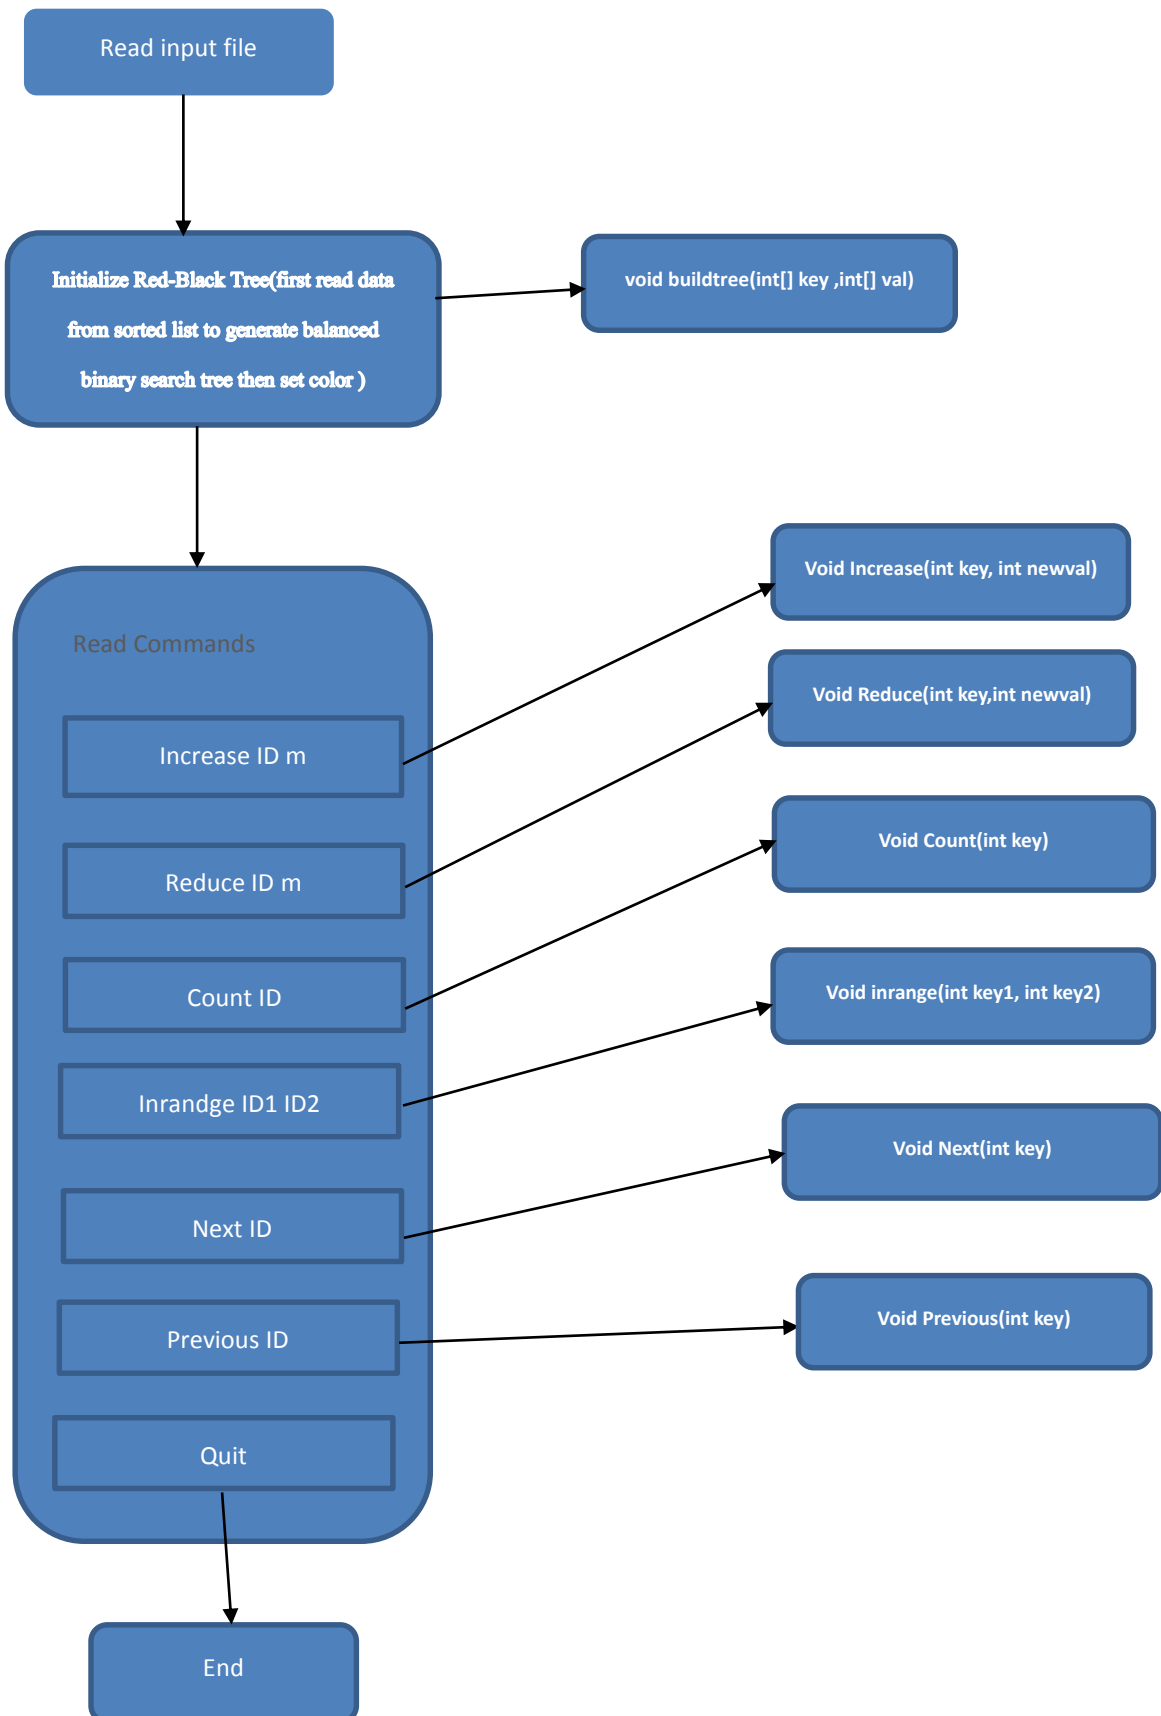 Read input file
Initialize Red-Black Tree(first read data
from sorted list to generate balanced
binary search tree then set color )
void buildtree(int[] key ,int[] val)
Read Commands
Increase ID m
Void Increase(int key, int newval)
Reduce ID m
Void Reduce(int key,int newval)
Count ID
Void Count(int key)
Inrandge ID1 ID2
Void inrange(int key1, int key2)
Next ID
Void Next(int key)
Previous ID
Void Previous(int key)
Quit
End